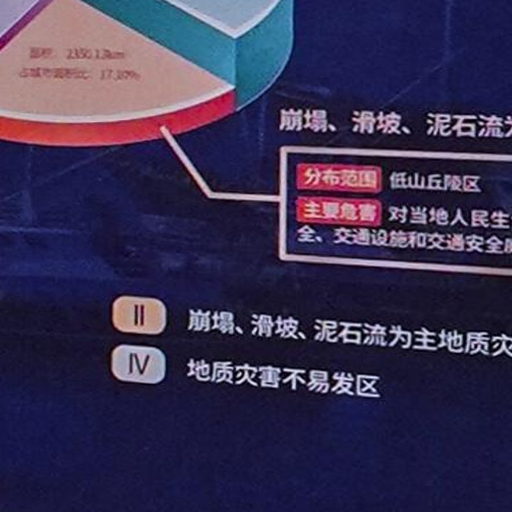 面积：
占城市面积比：17.10%
崩塌、滑坡、泥石流为
分布范围 低山丘陵区
主要危害 对当地人民生
全、交通设施和交通安全
Ⅱ 崩塌、滑坡、泥石流为主地质灾
Ⅳ 地质灾害不易发区